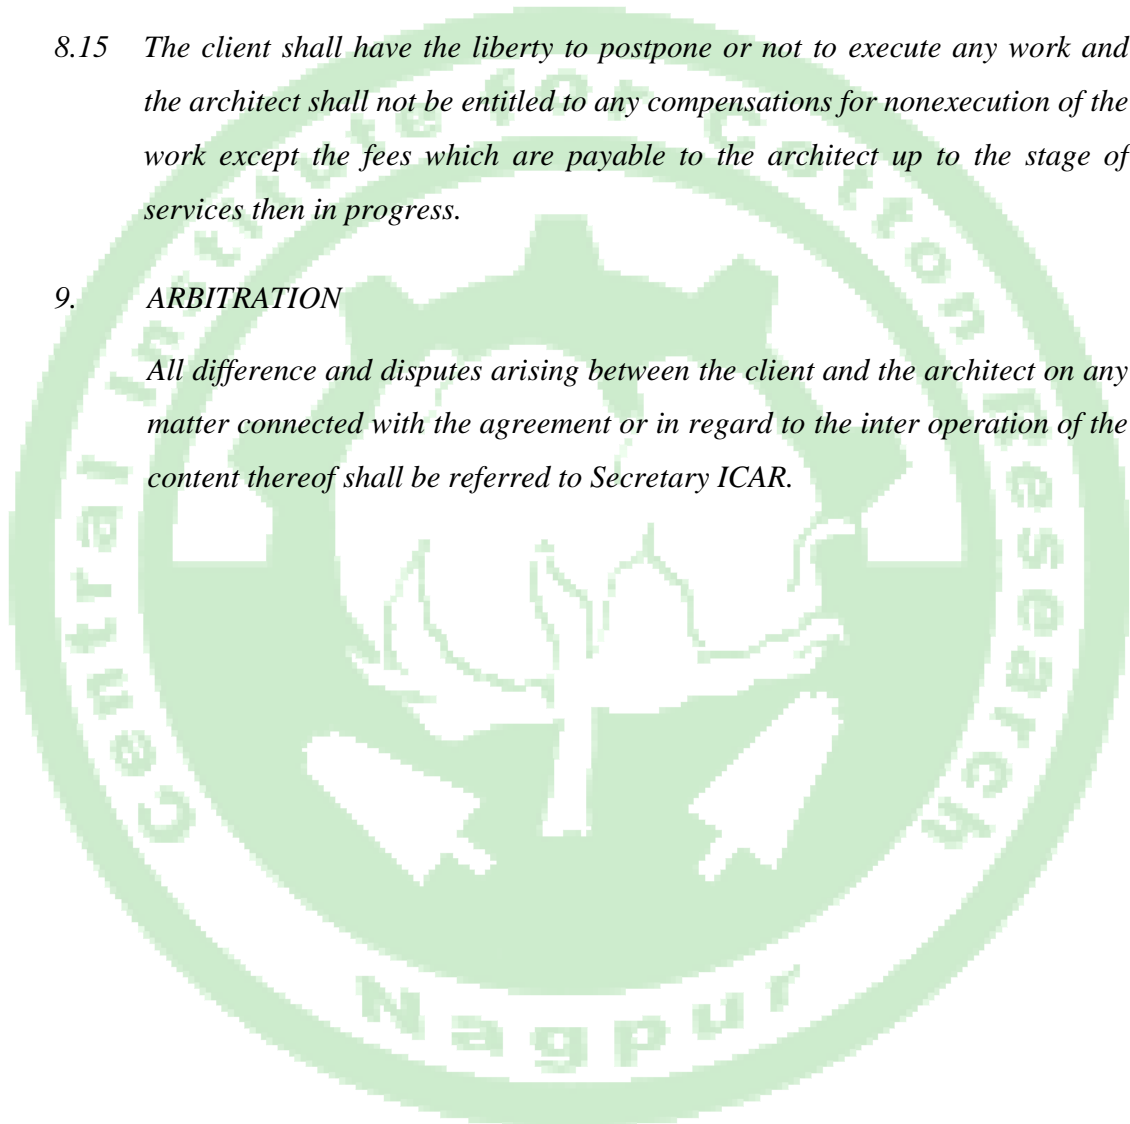 8.15 The client shall have the liberty to postpone or not to execute any work and
the architect shall not be entitled to any compensations for nonexecution of the
work except the fees which are payable to the architect up to the stage of
services then in progress.
9. ARBITRATION
All difference and disputes arising between the client and the architect on any
matter connected with the agreement or in regard to the inter operation of the
content thereof shall be referred to Secretary ICAR.
Central Institute for Cotton Research
Nagpur